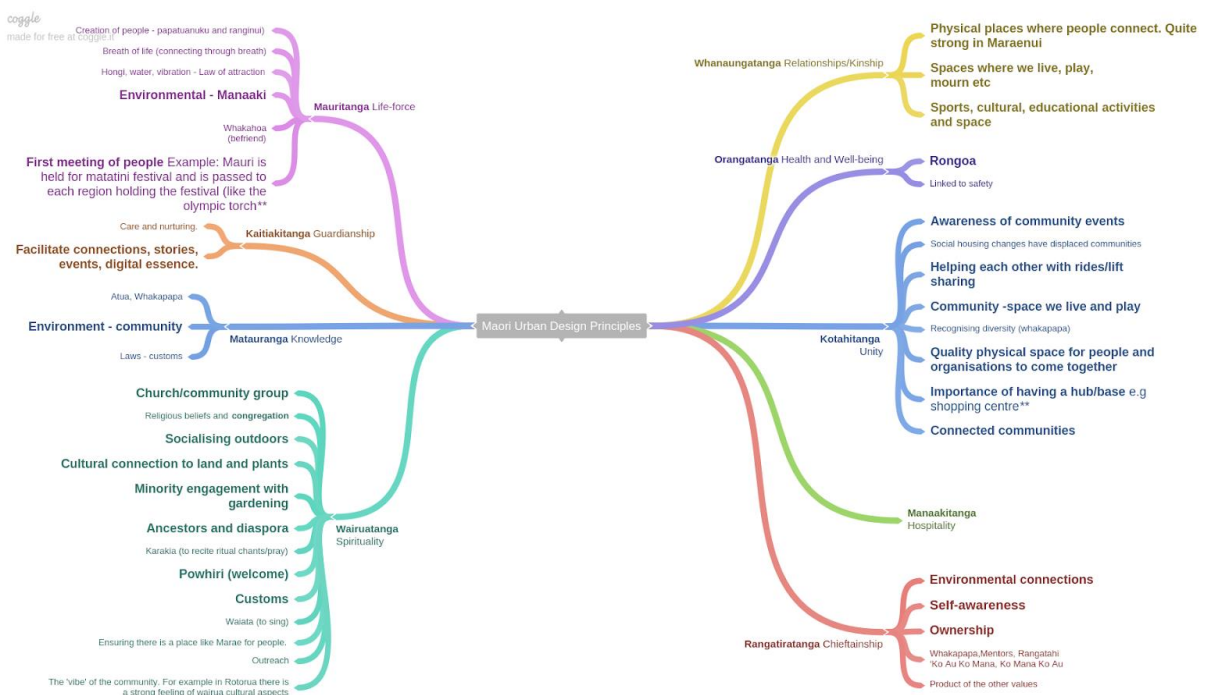 coggle
made for free at coggle.it
Creation of people - papatuanuku and ranginui)
Breath of life (connecting through breath)
Hongi, water, vibration - Law of attraction
Environmental - Manaaki
Whakahoa
(befriend)
First meeting of people Example: Mauri is
held for matatini festival and is passed to
each region holding the festival (like the
olympic torch**
Mauritanga Life-force
Care and nurturing.
Facilitate connections, stories,
events, digital essence.
Kaitiakitanga Guardianship
Atua, Whakapapa
Environment - community
Laws - customs
Matauranga Knowledge
Church/community group
Religious beliefs and congregation
Socialising outdoors
Cultural connection to land and plants
Minority engagement with
gardening
Ancestors and diaspora
Karakia (to recite ritual chants/pray)
Powhiri (welcome)
Customs
Waiata (to sing)
Ensuring there is a place like Marae for people.
Outreach
The 'vibe' of the community. For example in Rotorua there is
a strong feeling of wairua cultural aspects
Wairuatanga
Spirituality
Maori Urban Design Principles
Whanaungatanga Relationships/Kinship
Physical places where people connect. Quite
strong in Maraenui
Spaces where we live, play,
mourn etc
Sports, cultural, educational activities
and space
Orangatanga Health and Well-being
Rongoa
Linked to safety
Kotahitanga
Unity
Awareness of community events
Social housing changes have displaced communities
Helping each other with rides/lift
sharing
Community -space we live and play
Recognising diversity (whakapapa)
Quality physical space for people and
organisations to come together
Importance of having a hub/base e.g
shopping centre**
Connected communities
Manaakitanga
Hospitality
Rangatiratanga Chieftainship
Environmental connections
Self-awareness
Ownership
Whakapapa,Mentors, Rangatahi
'Ko Au Ko Mana, Ko Mana Ko Au
Product of the other values